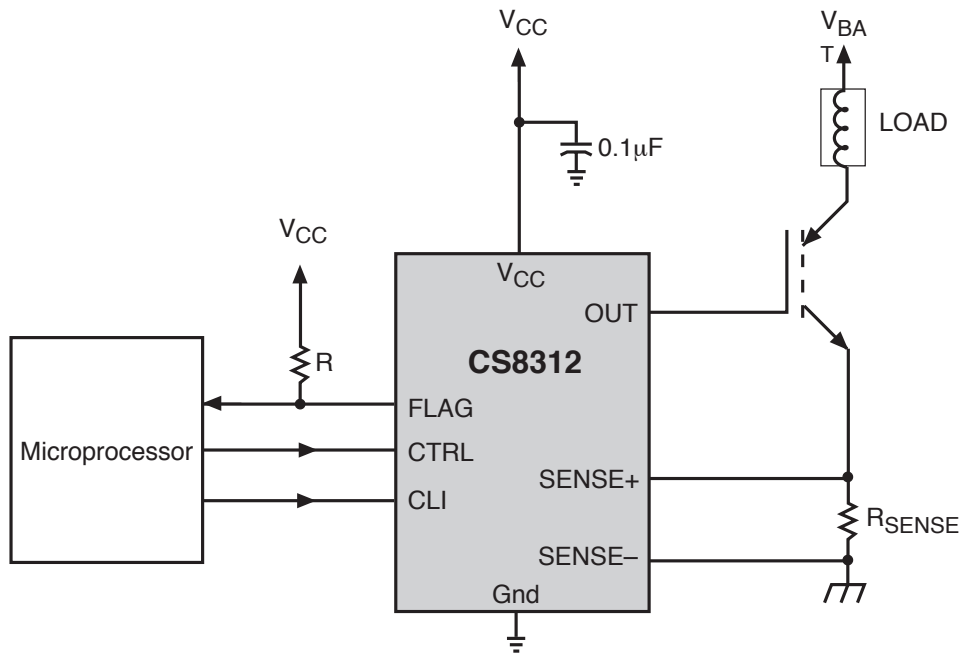 VCC
VBA
T
LOAD
0.1μF
VCC
VCC
OUT
R
CS8312
FLAG
Microprocessor
CTRL
SENSE+
CLI
RSENSE
SENSE–
Gnd